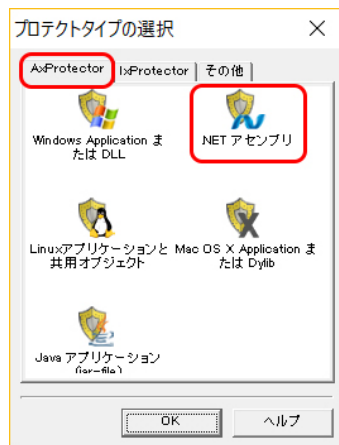 プロテクトタイプの選択
AxProtector
IxProtector
その他
Windows Application ま
たは DLL
NET アセンブリ
Linuxアプリケーションと
共用オブジェクト
Mac OS X Application ま
たは Dylib
Java アプリケーション
(jar-file)
OK
ヘルプ